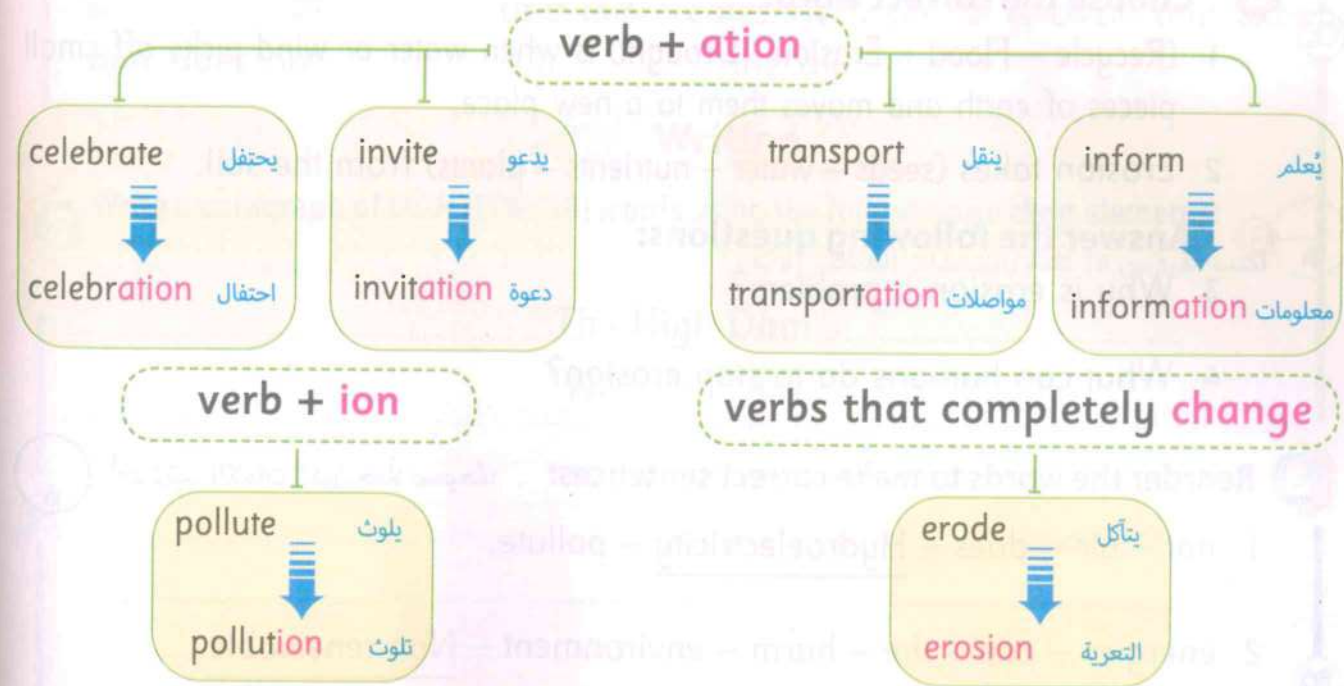 verb + ation
celebrate يحتفل
celebration احتفال
invite يدعو
invitation دعوة
transport ينقل
transportation مواصلات
inform يُعلم
information معلومات
verb + ion
pollute يلوث
pollution تلوث
verbs that completely change
erode يتآكل
erosion التعرية